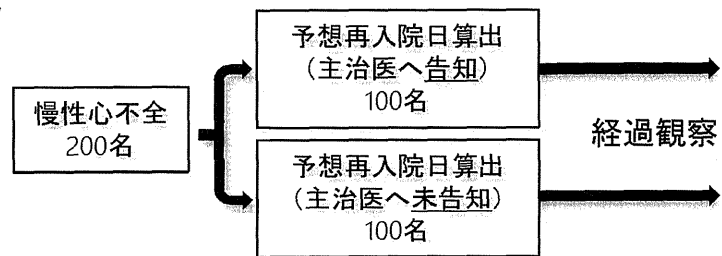 慢性心不全
200名
予想再入院日算出
（主治医へ告知）
100名
予想再入院日算出
（主治医へ未告知）
100名
経過観察